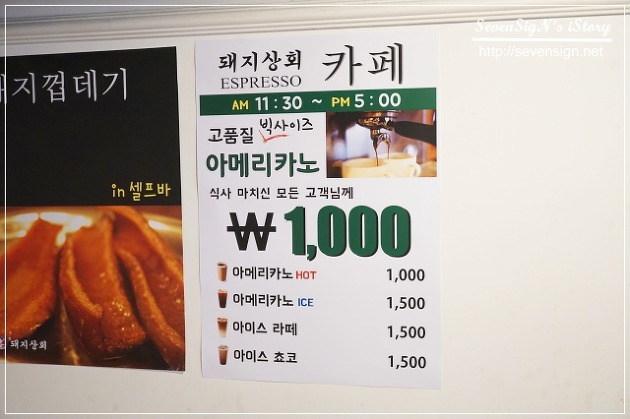 SevenSigN's iStory
http://sevensign.net
돼지껍데기
in 셀프바
돼지상회
돼지상회 카페
ESPRESSO
AM 11:30 ~ PM 5:00
고품질 빅사이즈
아메리카노
식사 마치신 모든 고객님께
₩1,000
아메리카노 HOT 1,000
아메리카노 ICE 1,500
아이스 라떼 1,500
아이스 쵸코 1,500